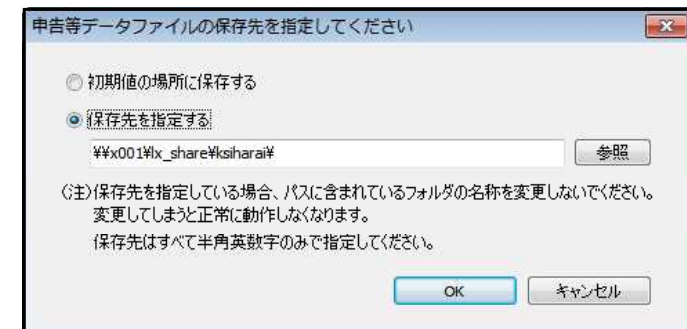 申告等データファイルの保存先を指定してください
初期値の場所に保存する
保存先を指定する
¥¥x001¥lx_share¥ksiharai¥
参照
(注)保存先を指定している場合、パスに含まれているフォルダの名称を変更しないでください。
変更してしまうと正常に動作しなくなります。
保存先はすべて半角英数字のみで指定してください。
OK
キャンセル